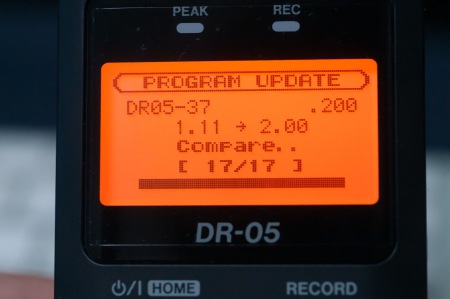 PEAK REC
PROGRAM UPDATE
DR05-37 .200
1.11 → 2.00
Compare..
[ 17/17 ]
DR-05
⏻/I HOME RECORD